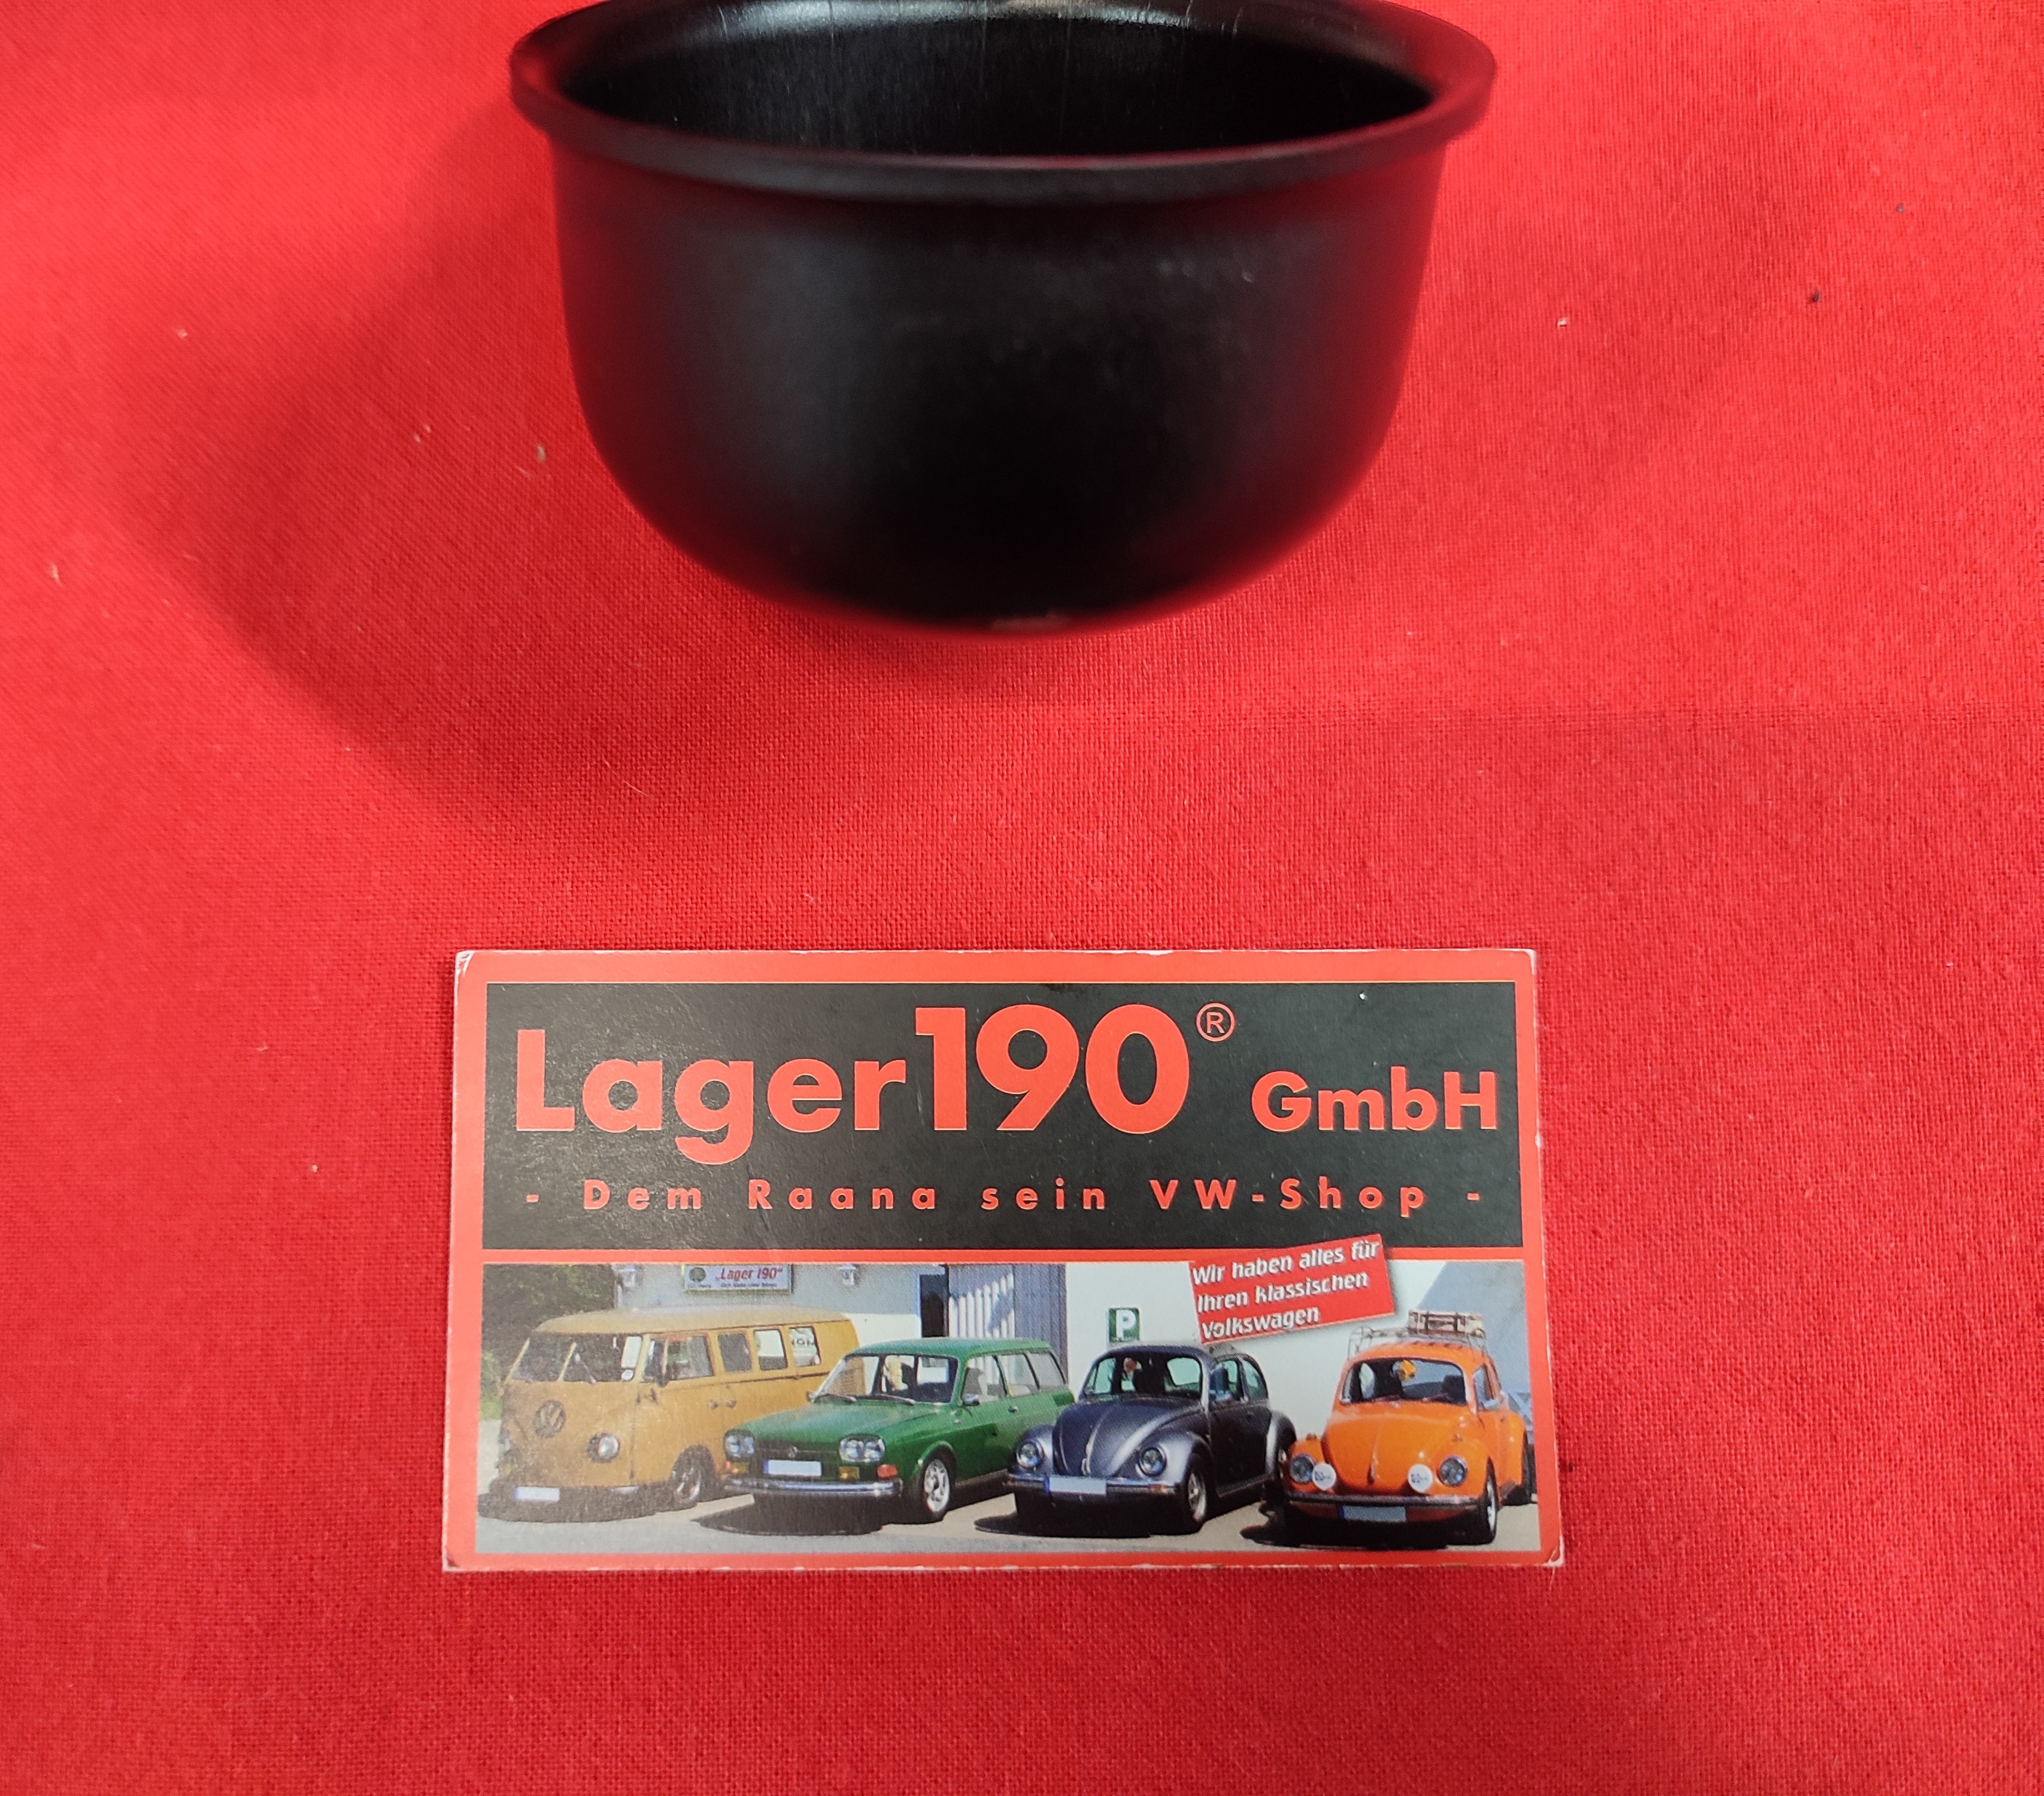 Lager190® GmbH
- Dem Raana sein VW-Shop -
Wir haben alles für
Ihren klassischen
Volkswagen
„Lager 190“
P